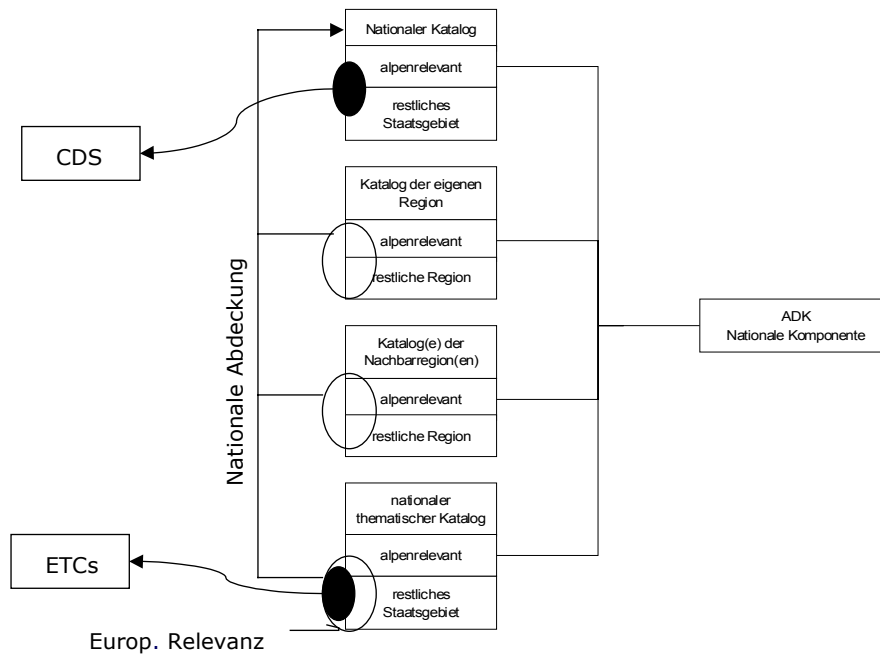 Nationaler Katalog
alpenrelevant
restliches
Staatsgebiet
CDS
Katalog der eigenen
Region
alpenrelevant
restliche Region
Nationale Abdeckung
ADK
Nationale Komponente
Katalog(e) der
Nachbarregion(en)
alpenrelevant
restliche Region
nationaler
thematischer Katalog
alpenrelevant
restliches
Staatsgebiet
ETCs
Europ. Relevanz